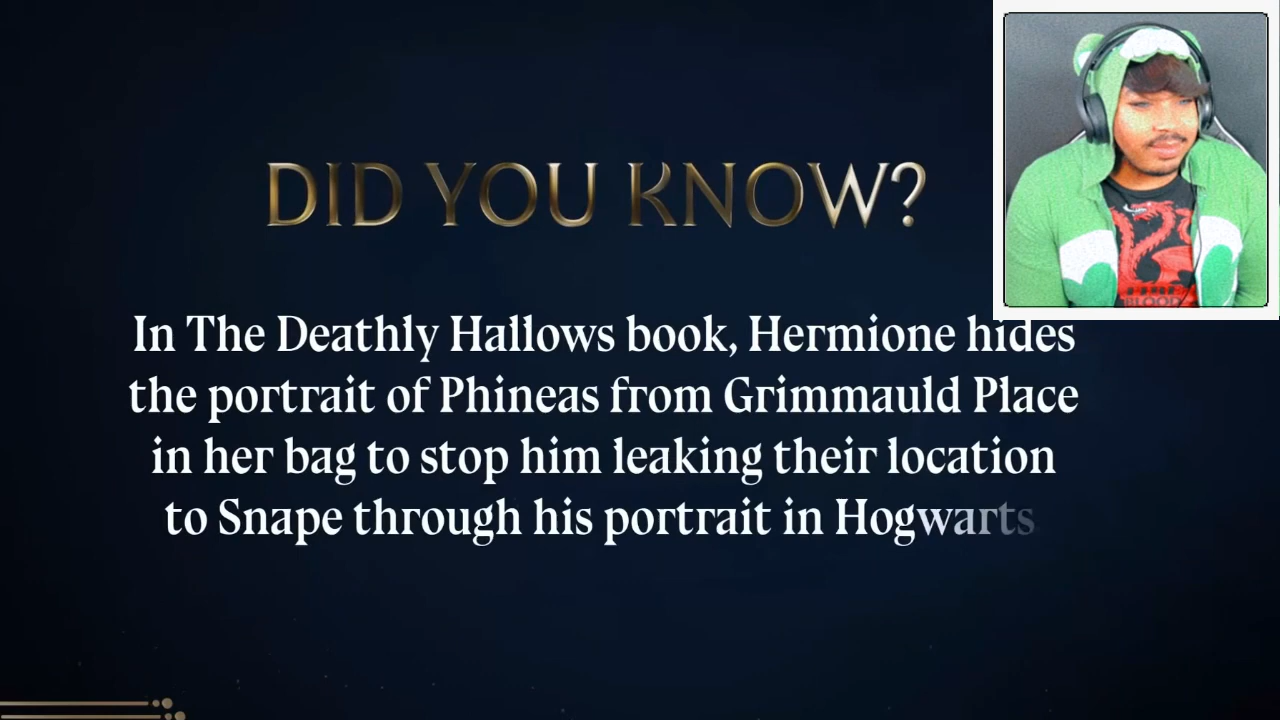 DID YOU KNOW?
In The Deathly Hallows book, Hermione hides
the portrait of Phineas from Grimmauld Place
in her bag to stop him leaking their location
to Snape through his portrait in Hogwarts
BLOOD